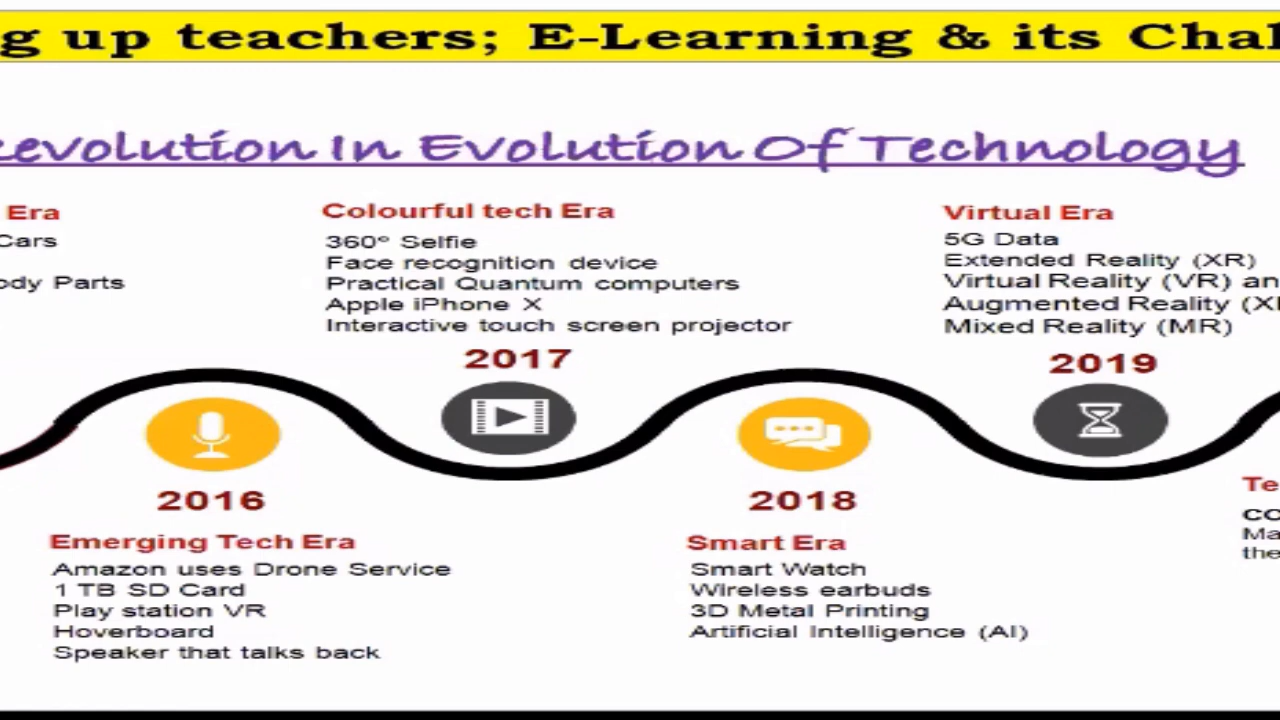 g up teachers; E-Learning & its Chal
evolution In Evolution Of Technology
Era
Cars
ody Parts
Colourful tech Era
360° Selfie
Face recognition device
Practical Quantum computers
Apple iPhone X
Interactive touch screen projector
2017
Virtual Era
5G Data
Extended Reality (XR)
Virtual Reality (VR) an
Augmented Reality (X
Mixed Reality (MR)
2019
2016
Emerging Tech Era
Amazon uses Drone Service
1 TB SD Card
Play station VR
Hoverboard
Speaker that talks back
2018
Smart Era
Smart Watch
Wireless earbuds
3D Metal Printing
Artificial Intelligence (AI)
Te
CO
Ma
the